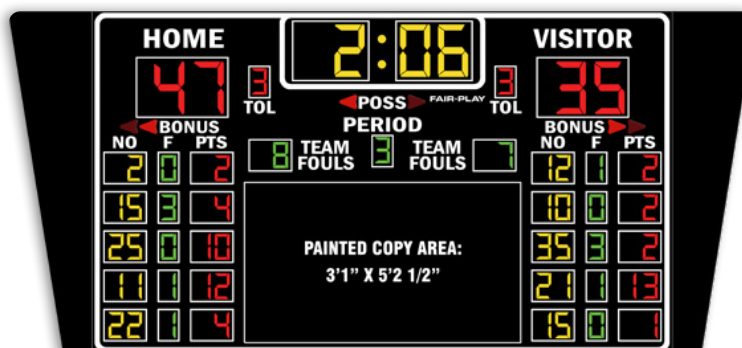 HOME 2:06 VISITOR
47 3 3 35
TOL POSS FAIR-PLAY TOL
BONUS PERIOD BONUS
NO F PTS 8 TEAM FOULS 3 TEAM FOULS 7 NO F PTS
2 0 2 12 1 2
15 3 4 10 0 2
25 0 10 PAINTED COPY AREA: 35 3 2
11 1 12 3'1" X 5'2 1/2" 21 1 13
22 1 4 15 0 1